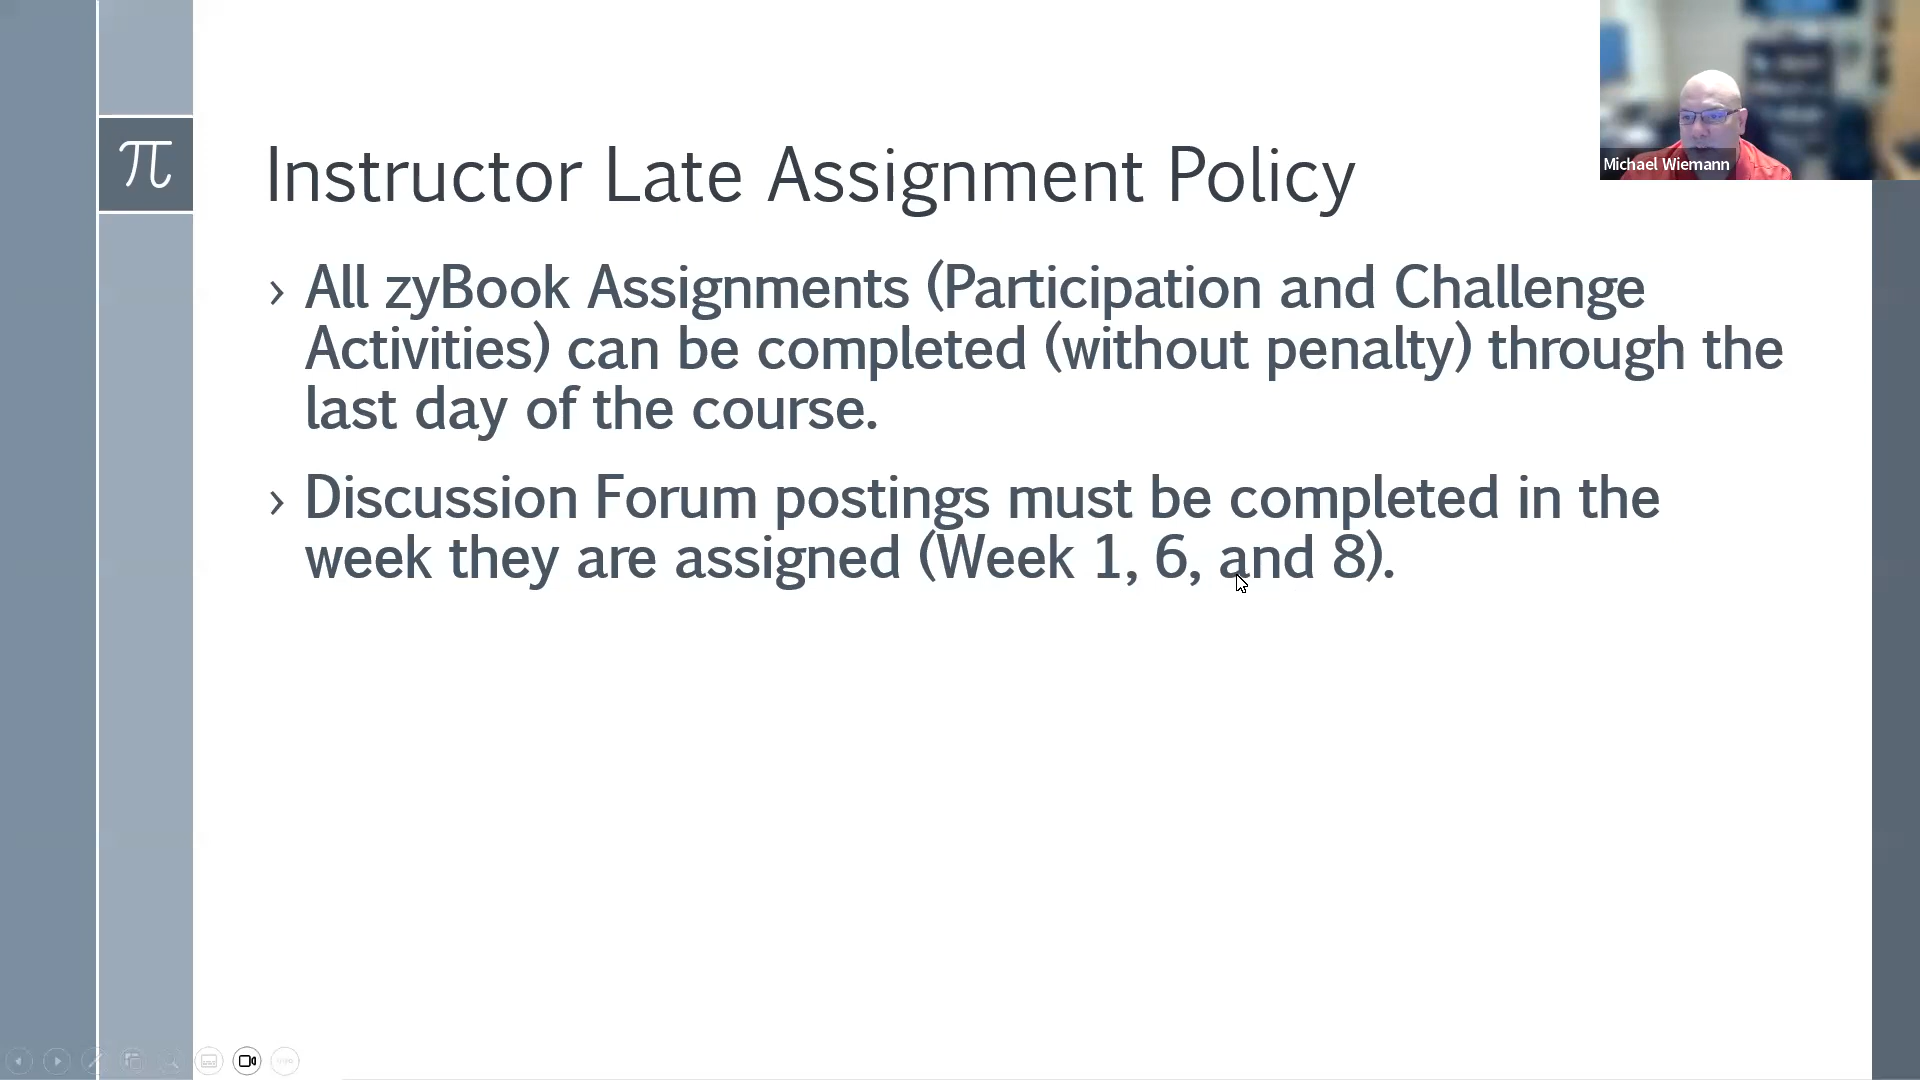 Michael Wiemann
π
Instructor Late Assignment Policy
› All zyBook Assignments (Participation and Challenge
Activities) can be completed (without penalty) through the
last day of the course.
› Discussion Forum postings must be completed in the
week they are assigned (Week 1, 6, and 8).